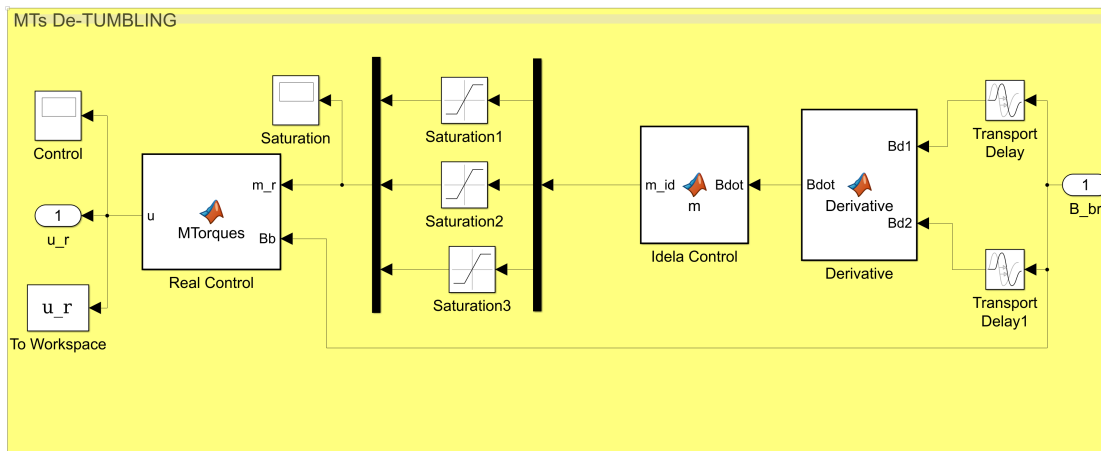 MTs De-TUMBLING
Control
1
u_r
u_r
To Workspace
Saturation
m_r
u
MTorques
Bb
Real Control
Saturation1
Saturation2
Saturation3
m_id
Bdot
m
Idela Control
Bd1
Bdot
Derivative
Bd2
Derivative
Transport
Delay
1
B_br
Transport
Delay1